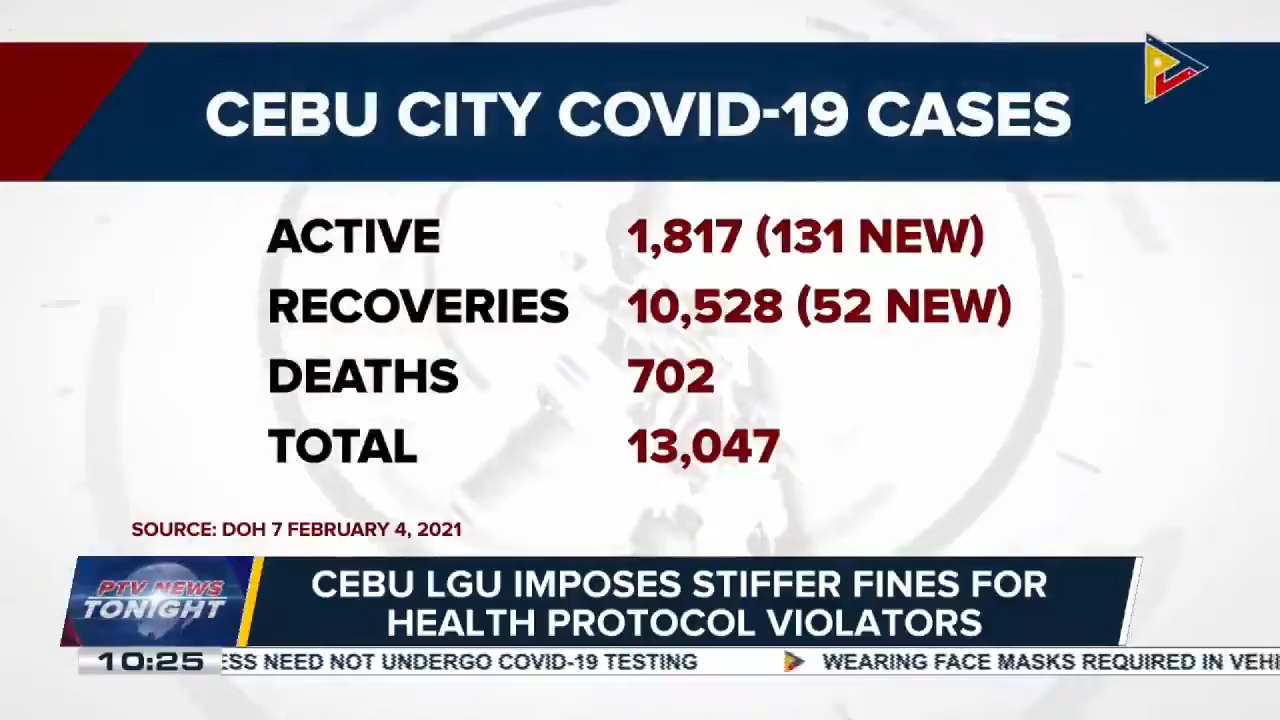 CEBU CITY COVID-19 CASES
ACTIVE 1,817 (131 NEW)
RECOVERIES 10,528 (52 NEW)
DEATHS 702
TOTAL 13,047
SOURCE: DOH 7 FEBRUARY 4, 2021
PTV NEWS
TONIGHT
CEBU LGU IMPOSES STIFFER FINES FOR
HEALTH PROTOCOL VIOLATORS
10:25 ESS NEED NOT UNDERGO COVID-19 TESTING WEARING FACE MASKS REQUIRED IN VEHI